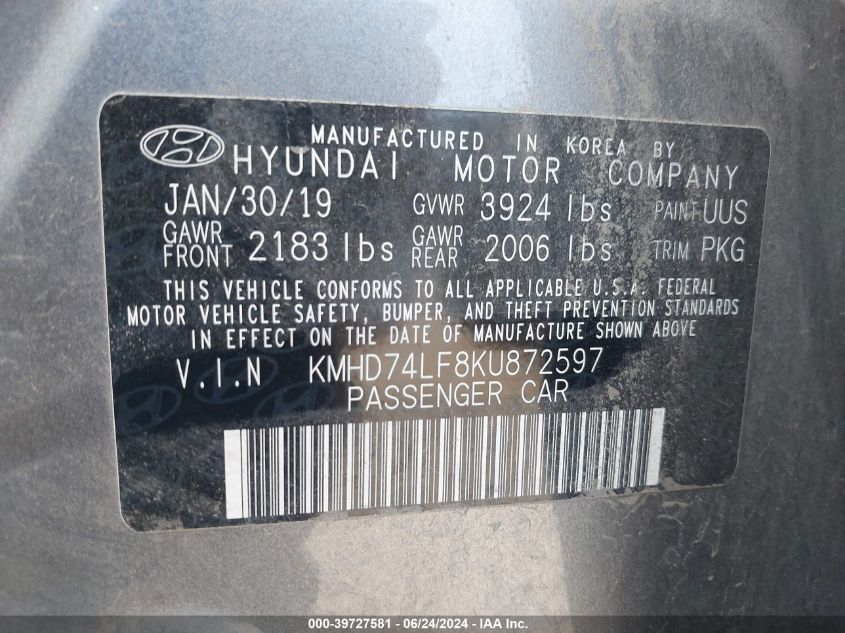 MANUFACTURED IN KOREA BY
HYUNDAI MOTOR COMPANY
JAN/30/19 GVWR 3924 lbs PAINT UUS
GAWR FRONT 2183 lbs GAWR REAR 2006 lbs TRIM PKG
THIS VEHICLE CONFORMS TO ALL APPLICABLE U.S.A. FEDERAL
MOTOR VEHICLE SAFETY, BUMPER, AND THEFT PREVENTION STANDARDS
IN EFFECT ON THE DATE OF MANUFACTURE SHOWN ABOVE.
V.I.N KMHD74LF8KU872597
PASSENGER CAR
000-39727581 - 06/24/2024 - IAA Inc.